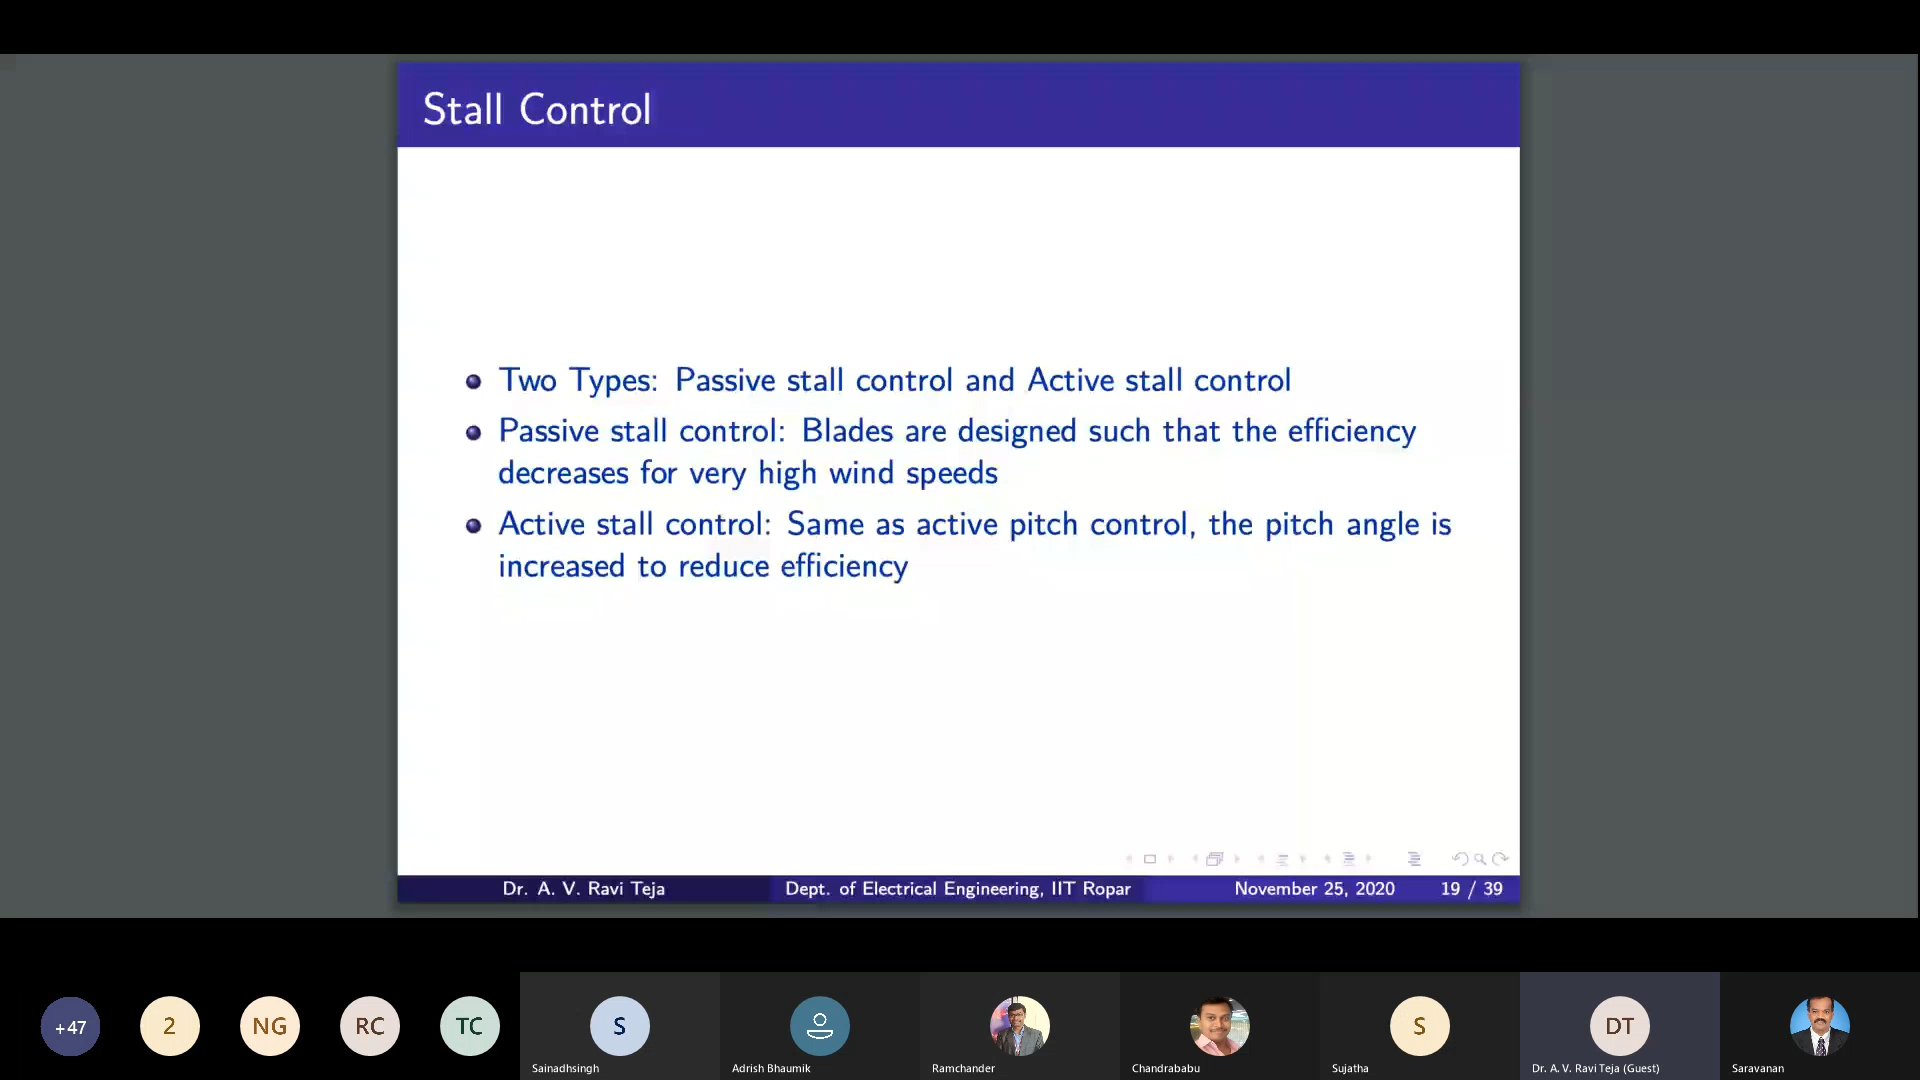 Stall Control
Two Types: Passive stall control and Active stall control
Passive stall control: Blades are designed such that the efficiency
decreases for very high wind speeds
Active stall control: Same as active pitch control, the pitch angle is
increased to reduce efficiency
Dr. A. V. Ravi Teja Dept. of Electrical Engineering, IIT Ropar November 25, 2020 19 / 39
+47 2 NG RC TC S S DT
Sainadhsingh Adrish Bhaumik Ramchander Chandrababu Sujatha Dr. A. V. Ravi Teja (Guest) Saravanan